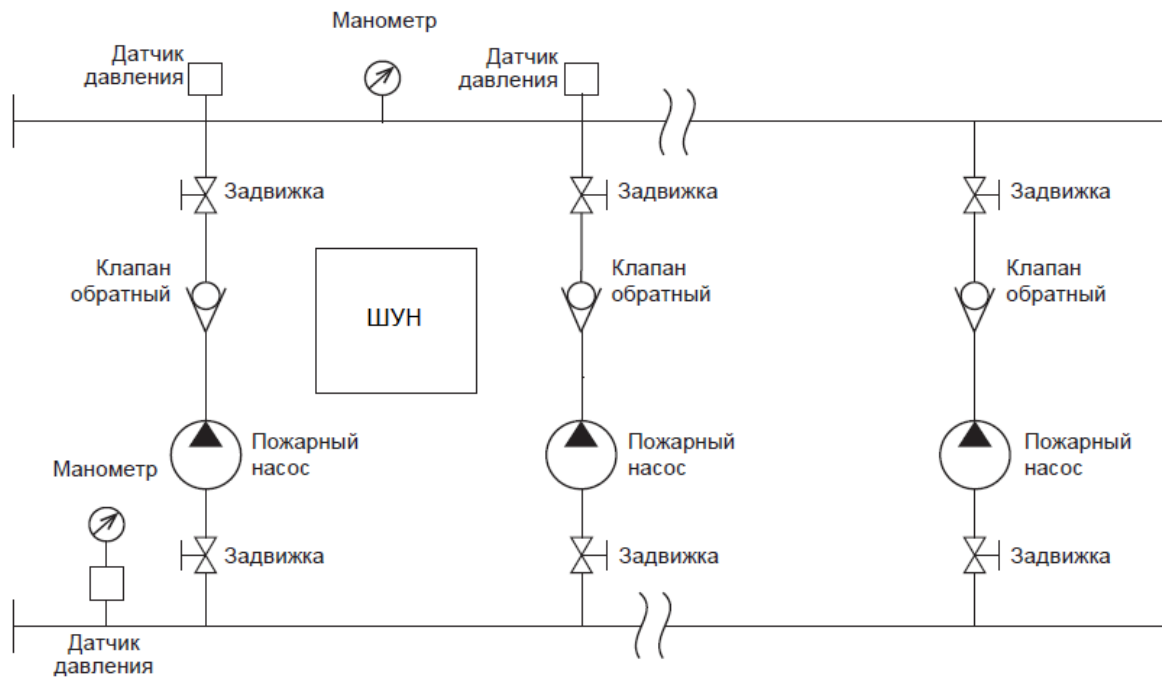 Манометр
Датчик
давления
Датчик
давления
Задвижка
Задвижка
Задвижка
Клапан
обратный
ШУН
Клапан
обратный
Клапан
обратный
Пожарный
насос
Пожарный
насос
Пожарный
насос
Манометр
Задвижка
Задвижка
Задвижка
Датчик
давления